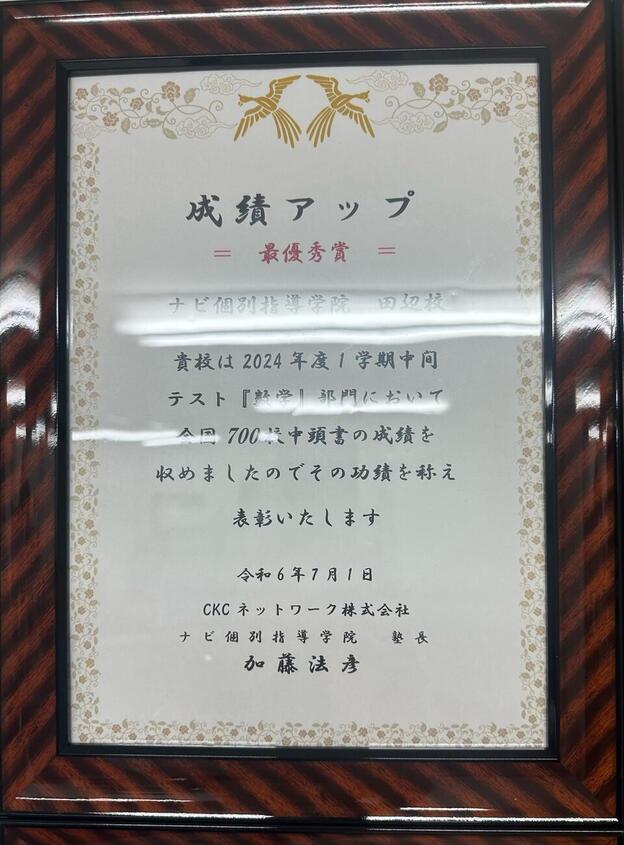 成績アップ
＝ 最優秀賞 ＝
ナビ個別指導学院 田辺校
貴校は2024年度1学期中間
テスト『数学』部門において
全国700校中頭書の成績を
収めましたのでその功績を称え
表彰いたします
令和6年7月1日
CKCネットワーク株式会社
ナビ個別指導学院 塾長
加藤法彦